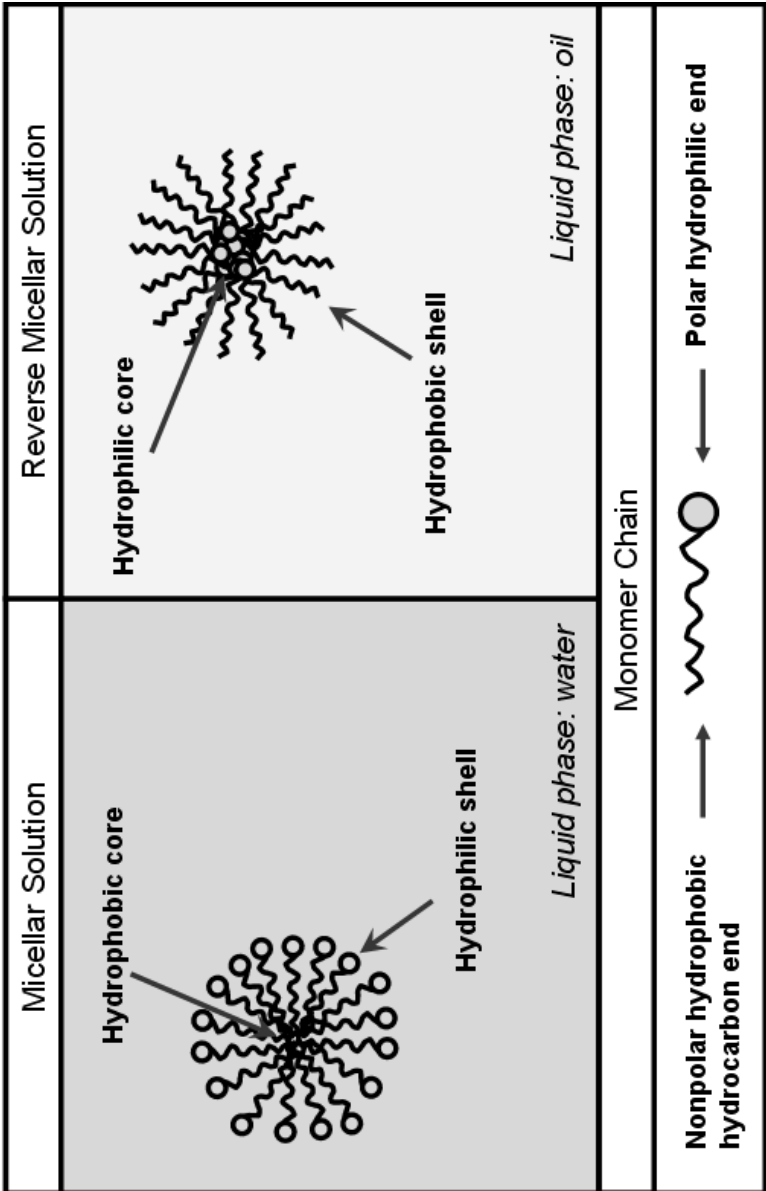 Micellar Solution
Reverse Micellar Solution
Hydrophobic core
Hydrophilic shell
Liquid phase: water
Hydrophilic core
Hydrophobic shell
Liquid phase: oil
Monomer Chain
Nonpolar hydrophobic
hydrocarbon end
Polar hydrophilic end